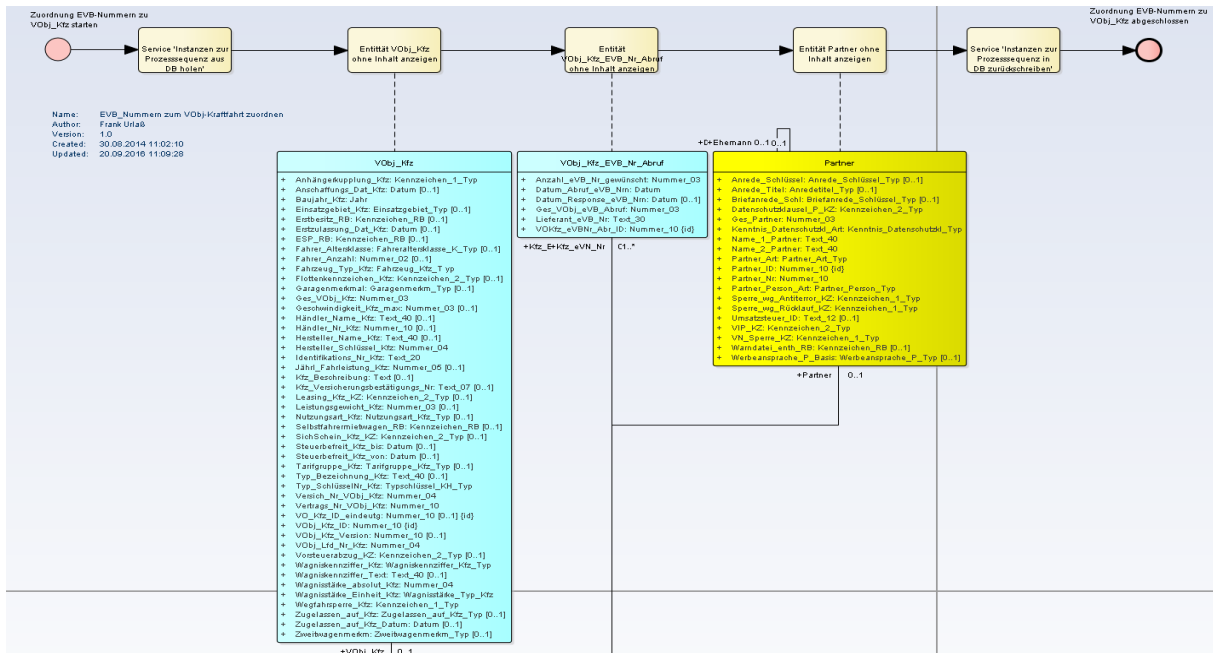 Zuordnung EVB-Nummern zu
VObj_Kfz starten
Zuordnung EVB-Nummern zu
VObj_Kfz abgeschlossen
Service 'Instanzen zur
Prozesssequenz aus
DB holen'
Entittät VObj_Kfz
ohne Inhalt anzeigen
Entität
VObj_Kfz_EVB_Nr_Abruf
ohne Inhalt anzeigen
Entität Partner ohne
Inhalt anzeigen
Service 'Instanzen zur
Prozesssequenz in
DB zurückschreiben'
Name: EVB_Nummern zum VObj-Kraftfahrt zuordnen
Author: Frank Urlaß
Version: 1.0
Created: 30.08.2014 11:02:10
Updated: 20.09.2016 11:09:28
VObj_Kfz
+ Anhängerkupplung_Kfz: Kennzeichen_1_Typ
+ Anschaffungs_Dat_Kfz: Datum [0..1]
+ Baujahr_Kfz: Jahr
+ Einsatzgebiet_Kfz: Einsatzgebiet_Typ [0..1]
+ Erstbesitz_RB: Kennzeichen_RB [0..1]
+ Erstzulassung_Dat_Kfz: Datum [0..1]
+ ESP_RB: Kennzeichen_RB [0..1]
+ Fahrer_Altersklasse: Fahreraltersklasse_K_Typ [0..1]
+ Fahrer_Anzahl: Nummer_02 [0..1]
+ Fahrzeug_Typ_Kfz: Fahrzeug_Kfz_Typ
+ Flottenkennzeichen_Kfz: Kennzeichen_2_Typ [0..1]
+ Garagenmerkmal: Garagenmerkm_Typ [0..1]
+ Ges_VObj_Kfz: Nummer_03
+ Geschwindigkeit_Kfz_max: Nummer_03 [0..1]
+ Händler_Name_Kfz: Text_40 [0..1]
+ Händler_Nr_Kfz: Nummer_10 [0..1]
+ Hersteller_Name_Kfz: Text_40 [0..1]
+ Hersteller_Schlüssel_Kfz: Nummer_04
+ Identifikations_Nr_Kfz: Text_20
+ Jährl_Fahrleistung_Kfz: Nummer_05 [0..1]
+ Kfz_Beschreibung: Text [0..1]
+ Kfz_Versicherungsbestätigungs_Nr: Text_07 [0..1]
+ Leasing_Kfz_KZ: Kennzeichen_2_Typ [0..1]
+ Leistungsgewicht_Kfz: Nummer_03 [0..1]
+ Nutzungsart_Kfz: Nutzungsart_Kfz_Typ [0..1]
+ Selbstfahrermietwagen_RB: Kennzeichen_RB [0..1]
+ SichSchein_Kfz_KZ: Kennzeichen_2_Typ [0..1]
+ Steuerbefreit_Kfz_bis: Datum [0..1]
+ Steuerbefreit_Kfz_von: Datum [0..1]
+ Tarifgruppe_Kfz: Tarifgruppe_Kfz_Typ [0..1]
+ Typ_Bezeichnung_Kfz: Text_40 [0..1]
+ Typ_SchlüsselNr_Kfz: Typschlüssel_KH_Typ
+ Versich_Nr_VObj_Kfz: Nummer_04
+ Vertrags_Nr_VObj_Kfz: Nummer_10
+ VO_Kfz_ID_eindeutg: Nummer_10 [0..1] {id}
+ VObj_Kfz_ID: Nummer_10 {id}
+ VObj_Kfz_Version: Nummer_10 [0..1]
+ VObj_Lfd_Nr_Kfz: Nummer_04
+ Vorsteuerabzug_KZ: Kennzeichen_2_Typ [0..1]
+ Wagniskennziffer_Kfz: Wagniskennziffer_Kfz_Typ
+ Wagniskennziffer_Text: Text_40 [0..1]
+ Wagnisstärke_absolut_Kfz: Nummer_04
+ Wagnisstärke_Einheit_Kfz: Wagnisstärke_Typ_Kfz
+ Wegfahrsperre_Kfz: Kennzeichen_1_Typ
+ Zugelassen_auf_Kfz: Zugelassen_auf_Kfz_Typ [0..1]
+ Zugelassen_auf_Kfz_Datum: Datum [0..1]
+ Zweitwagenmerkm: Zweitwagenmerkm_Typ [0..1]
+VObj_Kfz 0..1
VObj_Kfz_EVB_Nr_Abruf
+ Anzahl_eVB_Nr_gewünscht: Nummer_03
+ Datum_Abruf_eVB_Nrn: Datum
+ Datum_Response_eVB_Nrn: Datum [0..1]
+ Ges_VObj_eVB_Abruf: Nummer_03
+ Lieferant_eVB_Nr: Text_30
+ VOKfz_eVBNr_Abr_ID: Nummer_10 {id}
+Kfz_E+Kfz_eVN_Nr 1..*
+Ehemann 0..1 0..1
Partner
+ Anrede_Schlüssel: Anrede_Schlüssel_Typ [0..1]
+ Anrede_Titel: Anredetitel_Typ [0..1]
+ Briefanrede_Schl: Briefanrede_Schlüssel_Typ [0..1]
+ Datenschutzklausel_P_KZ: Kennzeichen_2_Typ
+ Ges_Partner: Nummer_03
+ Kenntnis_Datenschutzkl_Art: Kenntnis_Datenschutzkl_Typ
+ Name_1_Partner: Text_40
+ Name_2_Partner: Text_40
+ Partner_Art: Partner_Art_Typ
+ Partner_ID: Nummer_10 {id}
+ Partner_Nr: Nummer_10
+ Partner_Person_Art: Partner_Person_Typ
+ Sperre_wg_Antiterror_KZ: Kennzeichen_1_Typ
+ Sperre_wg_Rücklauf_KZ: Kennzeichen_1_Typ
+ Umsatzsteuer_ID: Text_12 [0..1]
+ VIP_KZ: Kennzeichen_2_Typ
+ VN_Sperre_KZ: Kennzeichen_1_Typ
+ Warndatei_enth_RB: Kennzeichen_RB [0..1]
+ Werbeansprache_P_Basis: Werbeansprache_P_Typ [0..1]
+Partner 0..1